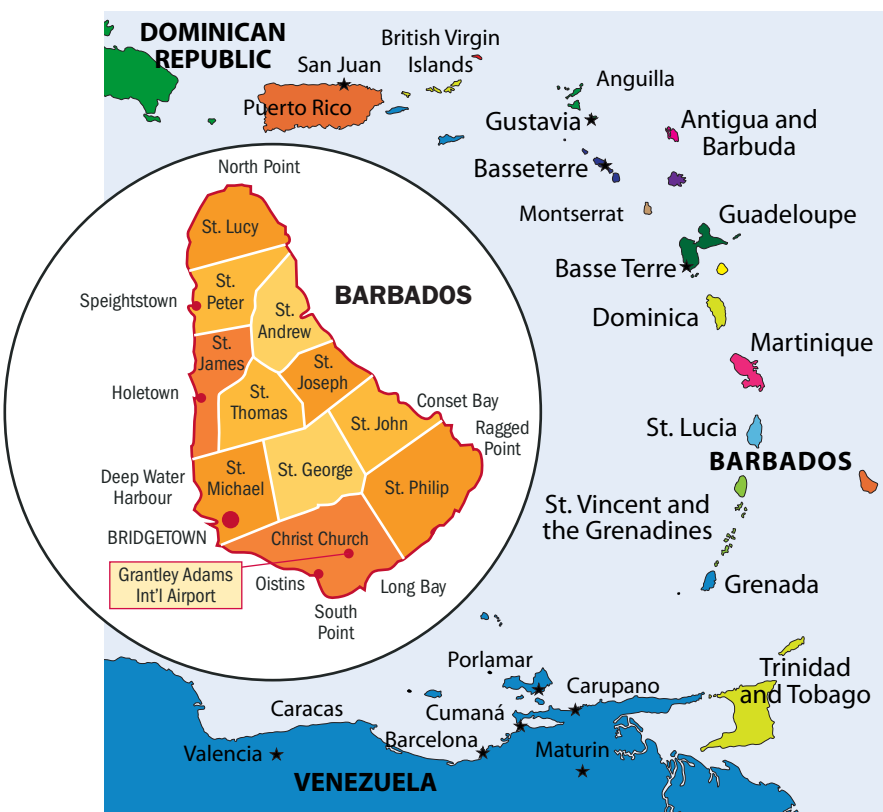 DOMINICAN
REPUBLIC
San Juan
British Virgin
Islands
Puerto Rico
Anguilla
Gustavia
Antigua and
Barbuda
Basseterre
Montserrat
Guadeloupe
Basse Terre
Dominica
Martinique
St. Lucia
BARBADOS
St. Vincent and
the Grenadines
Grenada
Trinidad
and Tobago
Porlamar
Carupano
Caracas
Cumaná
Barcelona
Valencia
Maturin
VENEZUELA
North Point
St. Lucy
St.
Peter
Speightstown
BARBADOS
St.
Andrew
St.
James
St.
Joseph
Holetown
St.
Thomas
Conset Bay
St. John
Ragged
Point
Deep Water
Harbour
St.
Michael
St. George
St. Philip
BRIDGETOWN
Christ Church
Grantley Adams
Int'l Airport
Oistins
Long Bay
South
Point